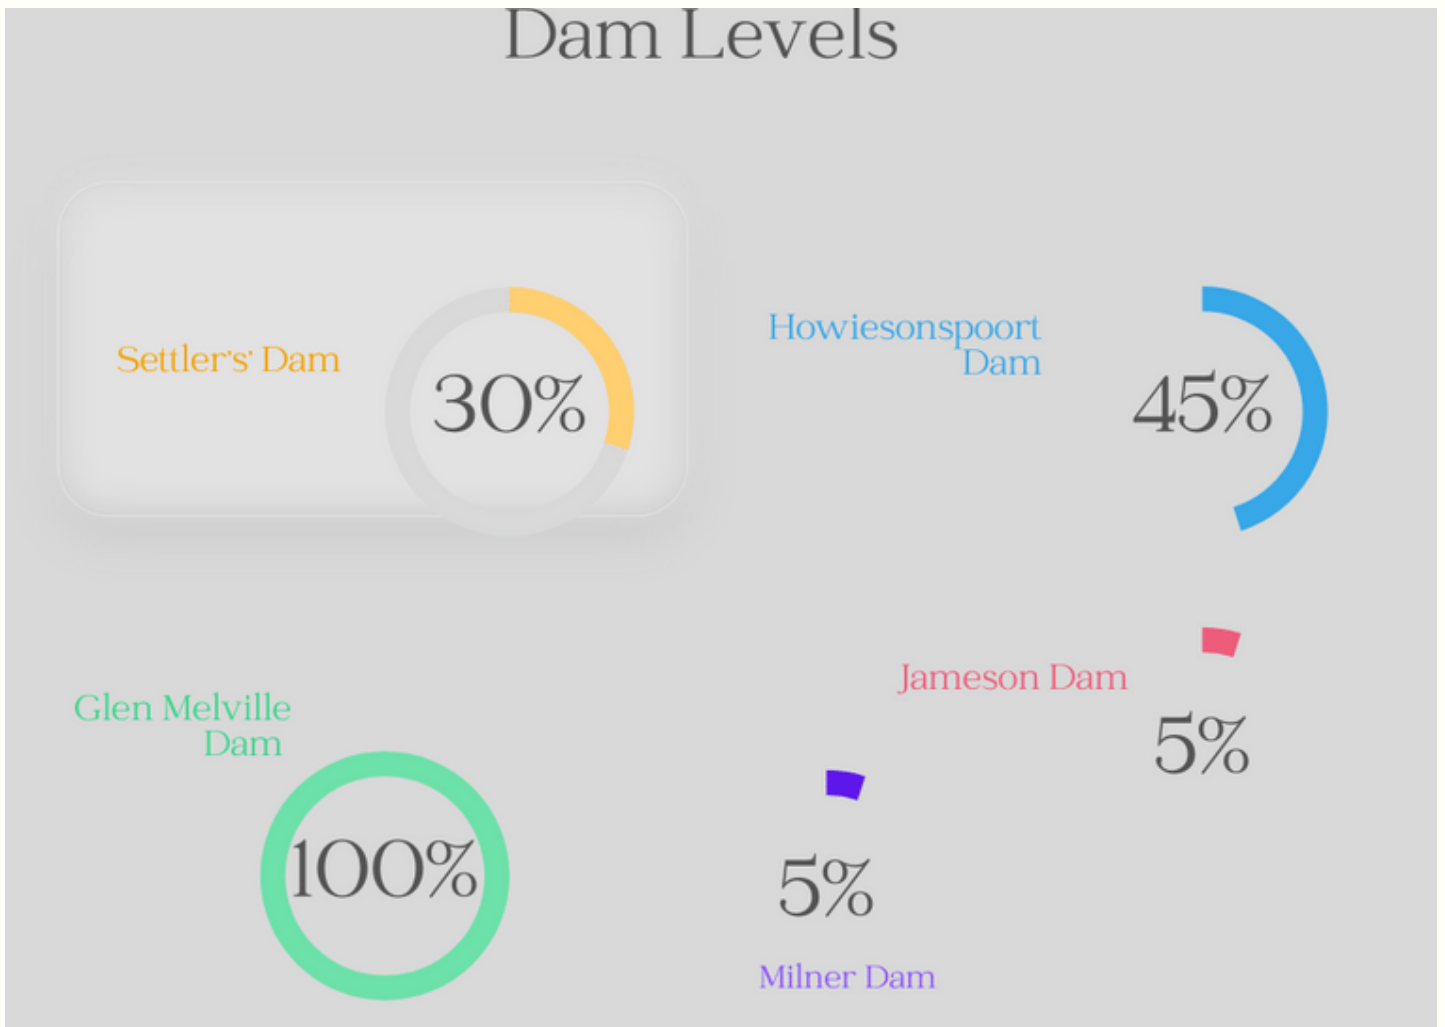 Dam Levels
Settler's' Dam
30%
Howiesonspoort
Dam
45%
Glen Melville
Dam
100%
Jameson Dam
5%
5%
Milner Dam